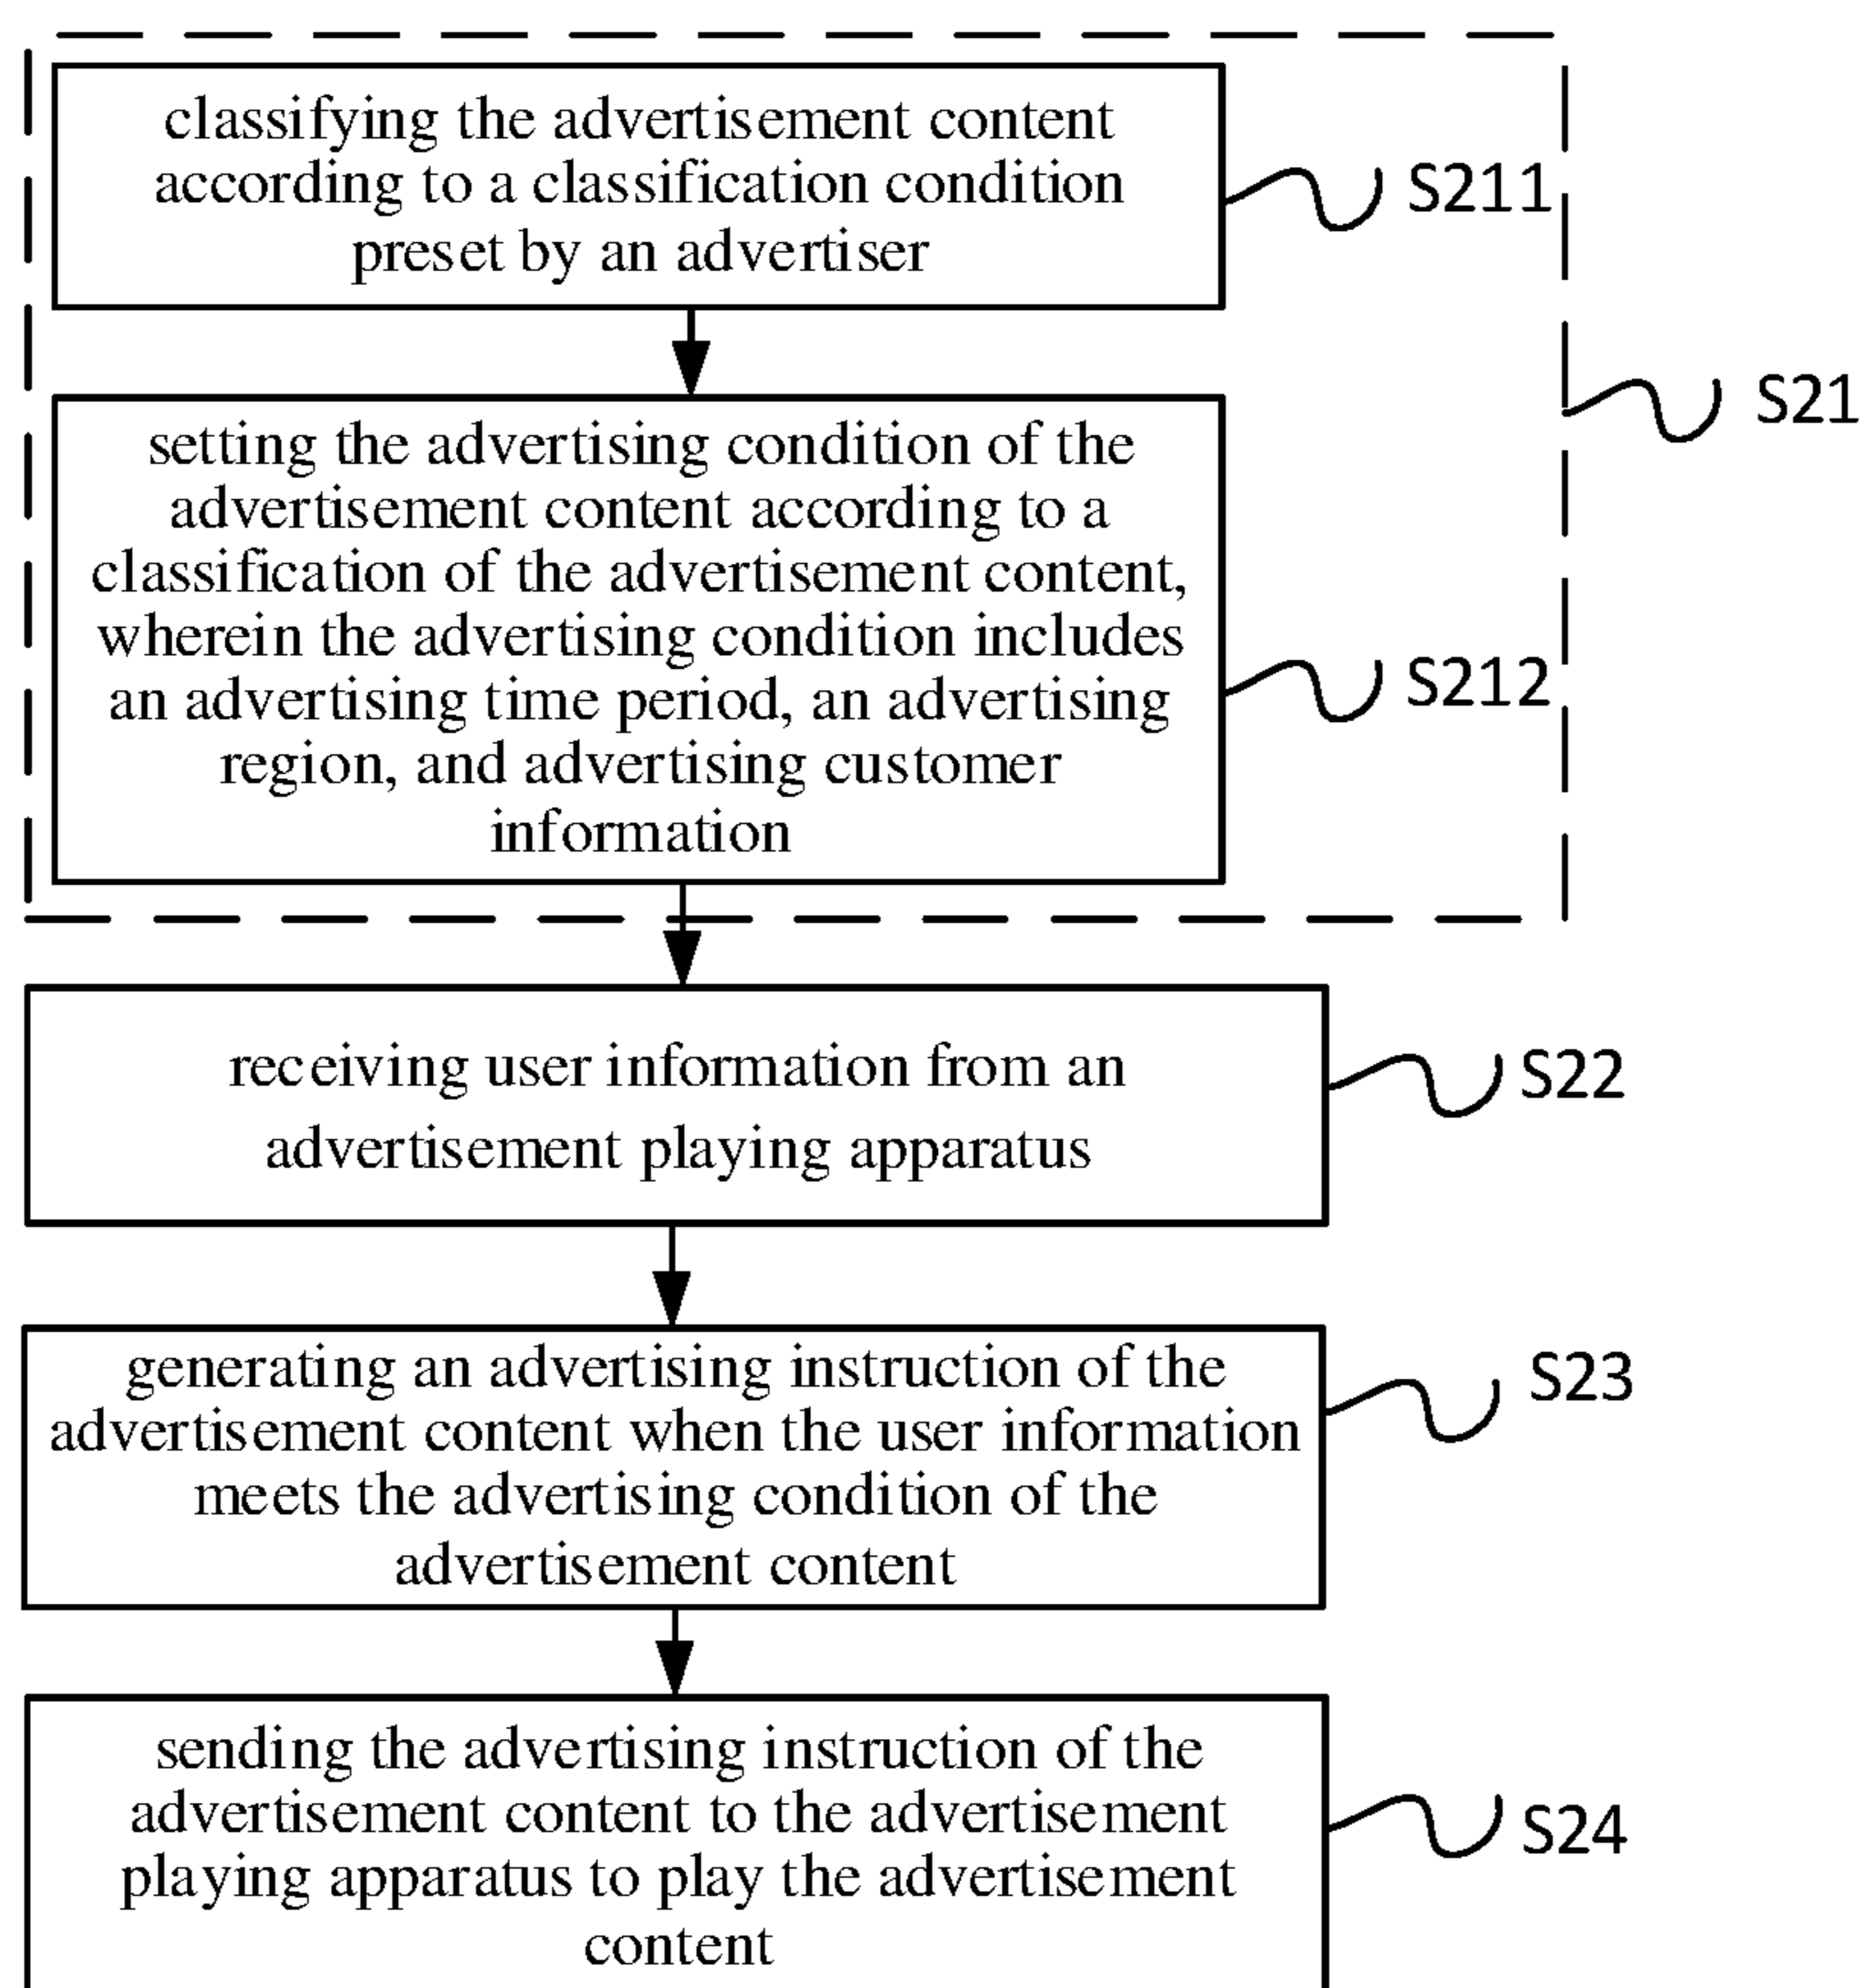 classifying the advertisement content
according to a classification condition
preset by an advertiser
S211
S21
setting the advertising condition of the
advertisement content according to a
classification of the advertisement content,
wherein the advertising condition includes
an advertising time period, an advertising
region, and advertising customer
information
S212
receiving user information from an
advertisement playing apparatus
S22
generating an advertising instruction of the
advertisement content when the user information
meets the advertising condition of the
advertisement content
S23
sending the advertising instruction of the
advertisement content to the advertisement
playing apparatus to play the advertisement
content
S24